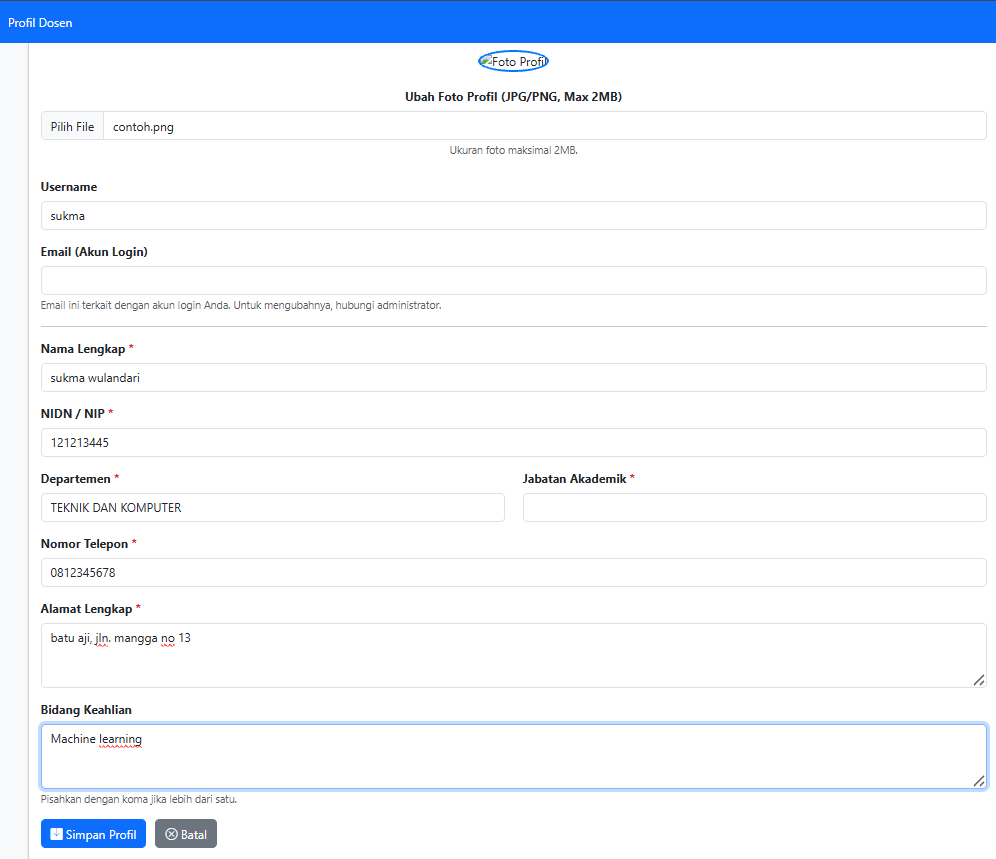 Profil Dosen
Foto Profil
Ubah Foto Profil (JPG/PNG, Max 2MB)
Pilih File contoh.png
Ukuran foto maksimal 2MB.
Username
sukma
Email (Akun Login)
Email ini terkait dengan akun login Anda. Untuk mengubahnya, hubungi administrator.
Nama Lengkap *
sukma wulandari
NIDN / NIP *
121213445
Departemen * Jabatan Akademik *
TEKNIK DAN KOMPUTER
Nomor Telepon *
0812345678
Alamat Lengkap *
batu aji, jln. mangga no 13
Bidang Keahlian
Machine learning
Pisahkan dengan koma jika lebih dari satu.
Simpan Profil Batal